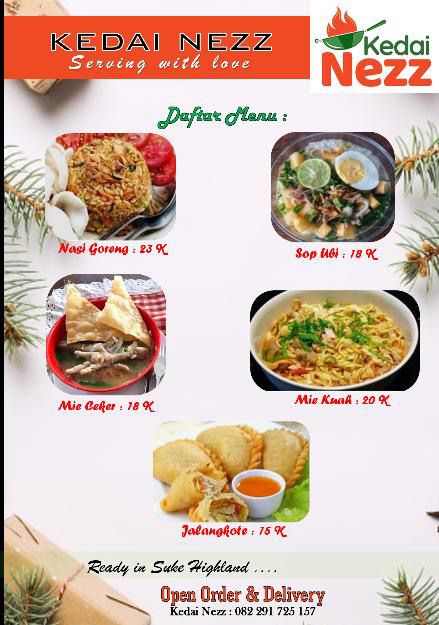 KEDAI NEZZ
Serving with love
Kedai
Nezz
Daftar Menu :
Nasi Goreng : 23 K
Sop Ubi : 18 K
Mie Ceker : 18 K
Mie Kuah : 20 K
Jalangkote : 15 K
Ready in Suke Highland ....
Open Order & Delivery
Kedai Nezz : 082 291 725 157